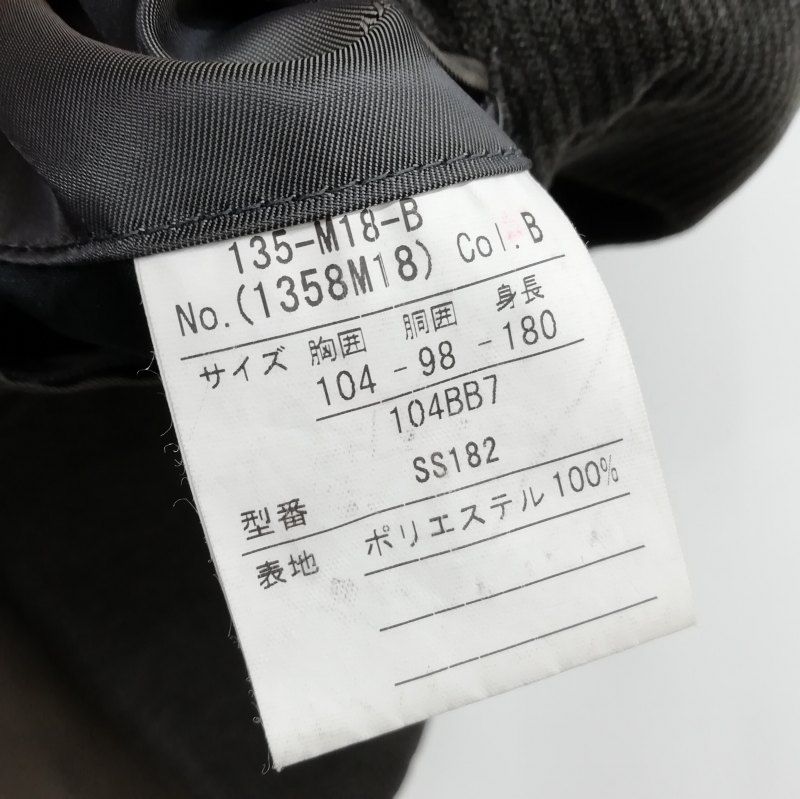 135-M18-B
No.(1358M18) Col.B
サイズ 胸囲 胴囲 身長
104 - 98 - 180
104BB7
型番 SS182
表地 ポリエステル 100%